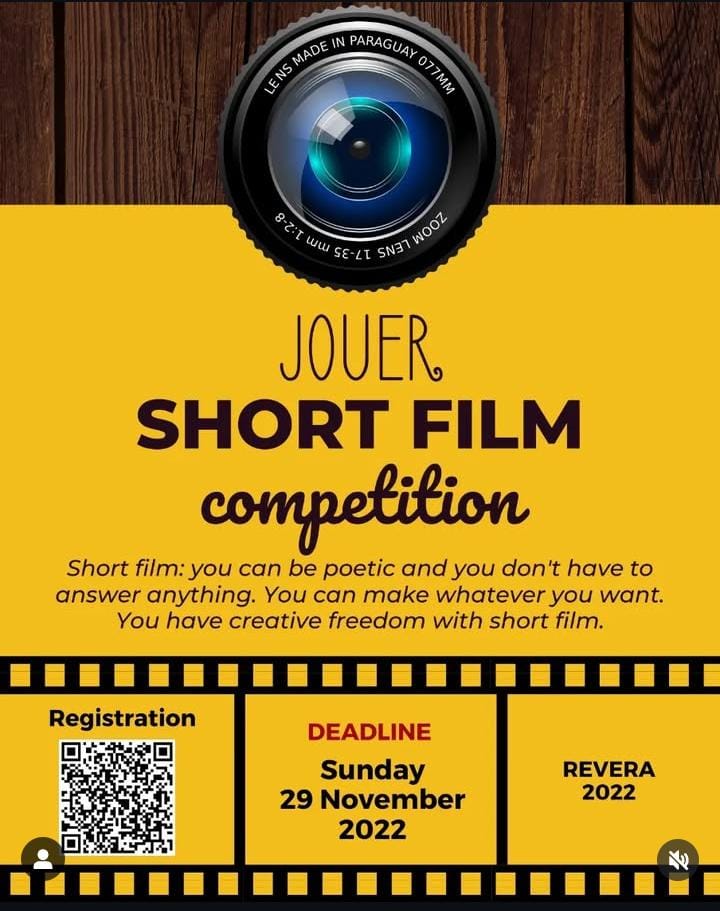 LENS MADE IN PARAGUAY 077MM
ZOOM LENS 17-35 mm 1:2-8
JOUER
SHORT FILM
competition
Short film: you can be poetic and you don't have to
answer anything. You can make whatever you want.
You have creative freedom with short film.
Registration
DEADLINE
Sunday
29 November
2022
REVERA
2022